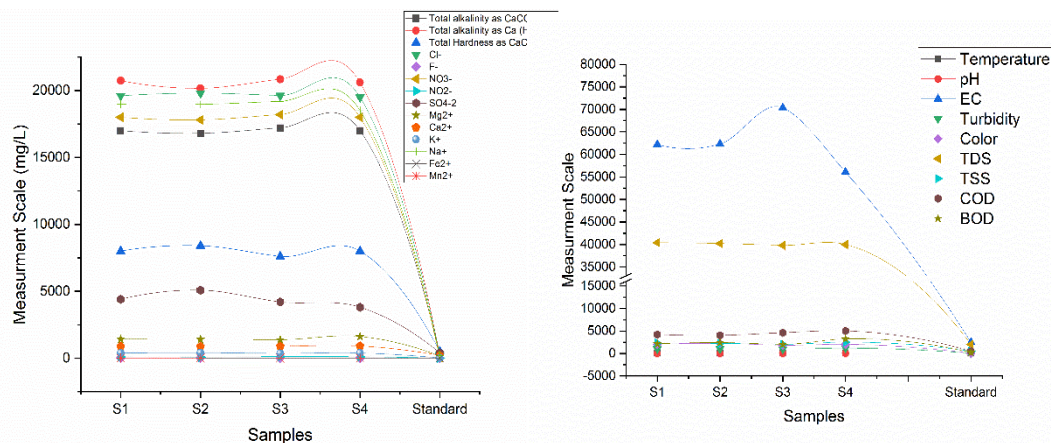 Total alkalinity as CaCO
Total alkalinity as Ca (H
Total Hardness as CaC
Cl-
F-
NO3-
NO2-
SO4-2
Mg2+
Ca2+
K+
Na+
Fe2+
Mn2+
Measurment Scale (mg/L)
20000
15000
10000
5000
0
S1 S2 S3 S4 Standard
Samples
Temperature
pH
EC
Turbidity
Color
TDS
TSS
COD
BOD
Measurment Scale
80000
75000
70000
65000
60000
55000
50000
45000
40000
35000
10000
5000
0
-5000
S1 S2 S3 S4 Standard
Samples